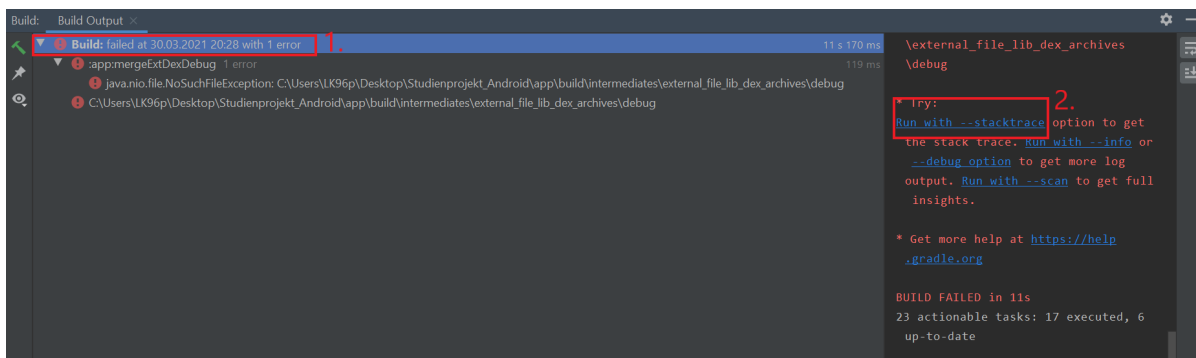 Build: Build Output ×
Build: failed at 30.03.2021 20:28 with 1 error 1. 11 s 170 ms
:app:mergeExtDexDebug 1 error 119 ms
java.nio.file.NoSuchFileException: C:\Users\LK96p\Desktop\Studienprojekt_Android\app\build\intermediates\external_file_lib_dex_archives\debug
C:\Users\LK96p\Desktop\Studienprojekt_Android\app\build\intermediates\external_file_lib_dex_archives\debug
\external_file_lib_dex_archives
\debug
* Try: 2.
Run with --stacktrace option to get
the stack trace. Run with --info or
--debug option to get more log
output. Run with --scan to get full
insights.
* Get more help at https://help
.gradle.org
BUILD FAILED in 11s
23 actionable tasks: 17 executed, 6
up-to-date